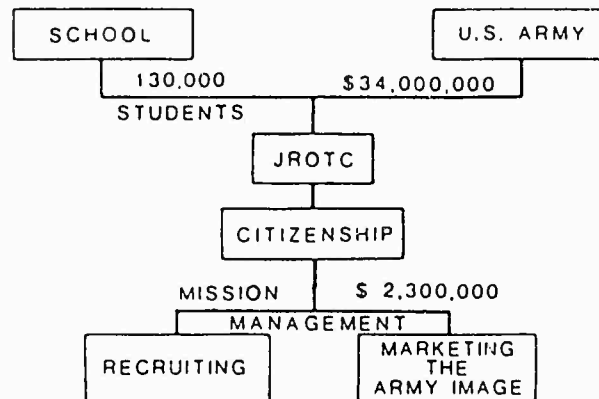 SCHOOL
U.S. ARMY
130,000
$34,000,000
STUDENTS
JROTC
CITIZENSHIP
MISSION
$ 2,300,000
MANAGEMENT
RECRUITING
MARKETING
THE
ARMY IMAGE